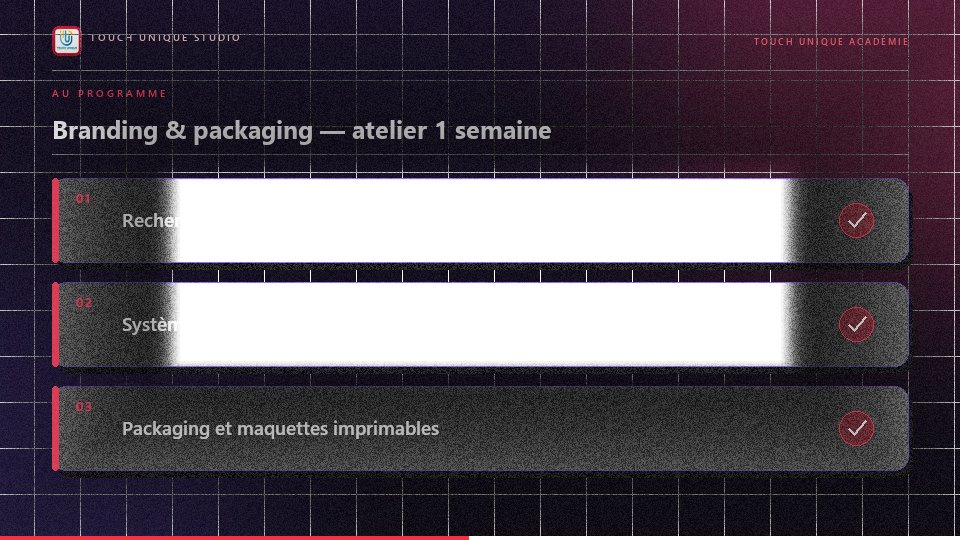 TOUCH UNIQUE STUDIO
TOUCH UNIQUE ACADÉMIE
AU PROGRAMME
Branding & packaging — atelier 1 semaine
01
02
03
Packaging et maquettes imprimables